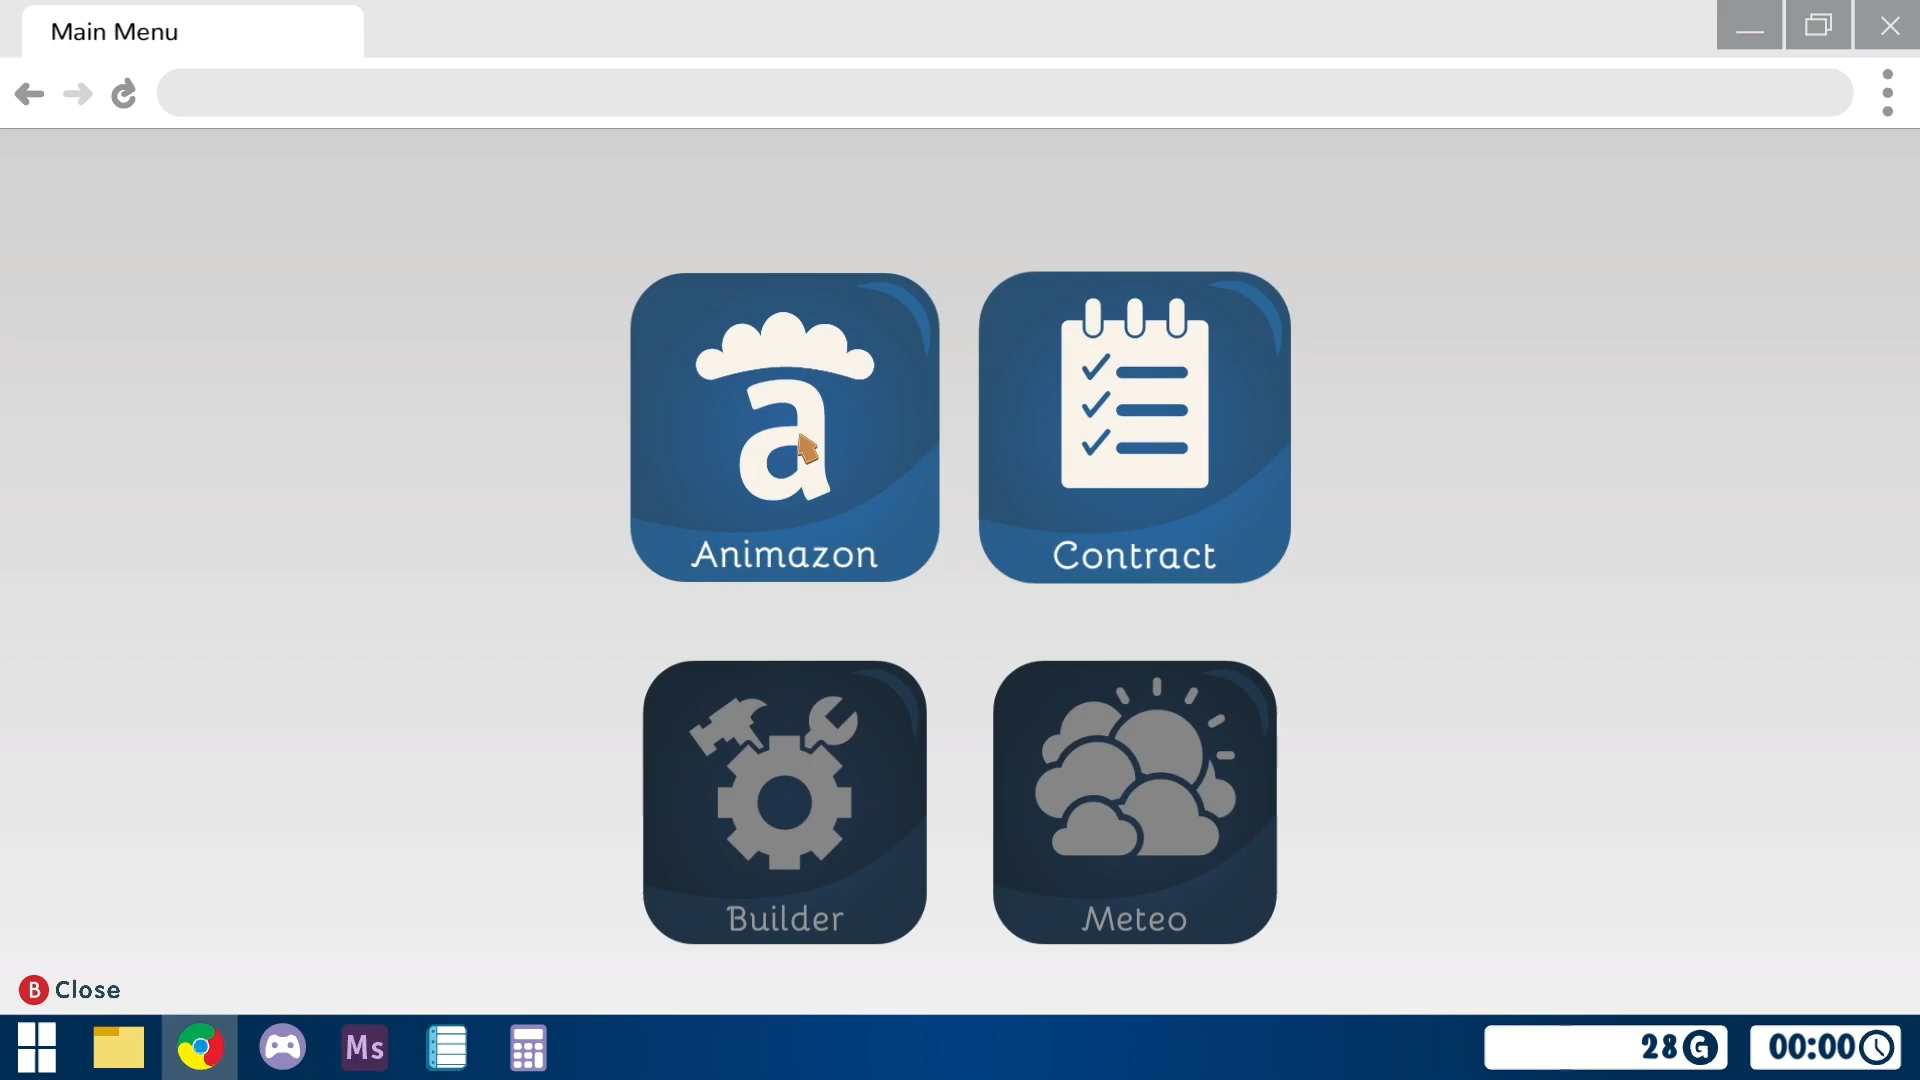 Main Menu
a
Animazon
Contract
Builder
Meteo
B Close
Ms
28 G
00:00